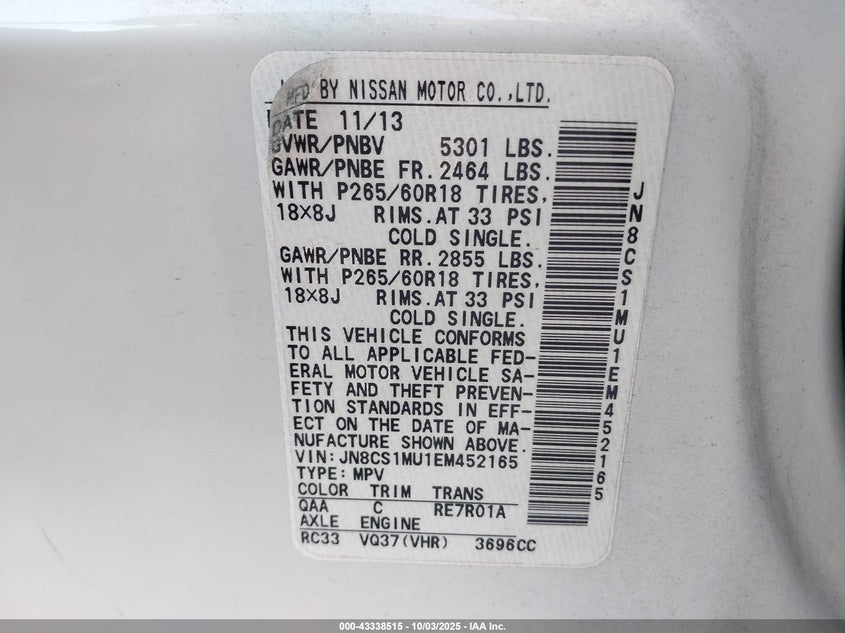 MFD BY NISSAN MOTOR CO.,LTD.
DATE 11/13
GVWR/PNBV 5301 LBS.
GAWR/PNBE FR. 2464 LBS.
WITH P265/60R18 TIRES,
18×8J RIMS. AT 33 PSI
COLD SINGLE.
GAWR/PNBE RR. 2855 LBS.
WITH P265/60R18 TIRES,
18×8J RIMS. AT 33 PSI
COLD SINGLE.
THIS VEHICLE CONFORMS
TO ALL APPLICABLE FED-
ERAL MOTOR VEHICLE SA-
FETY AND THEFT PREVEN-
TION STANDARDS IN EFF-
ECT ON THE DATE OF MA-
NUFACTURE SHOWN ABOVE.
VIN:JN8CS1MU1EM452165
TYPE:MPV
COLOR TRIM TRANS
QAA C RE7R01A
AXLE ENGINE
RC33 VQ37(VHR) 3696CC
JN8CS1MU1EM452165
000-43338515 - 10/03/2025 - IAA Inc.